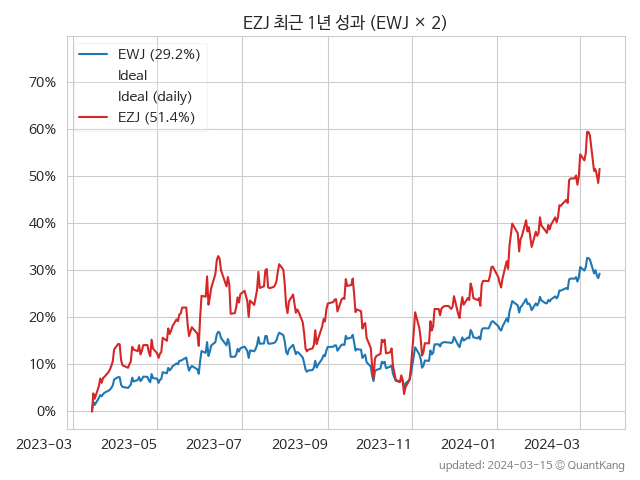 EZJ 최근 1년 성과 (EWJ × 2)
EWJ (29.2%)
Ideal
Ideal (daily)
EZJ (51.4%)
70%
60%
50%
40%
30%
20%
10%
0%
2023-03 2023-05 2023-07 2023-09 2023-11 2024-01 2024-03
updated: 2024-03-15 © QuantKang